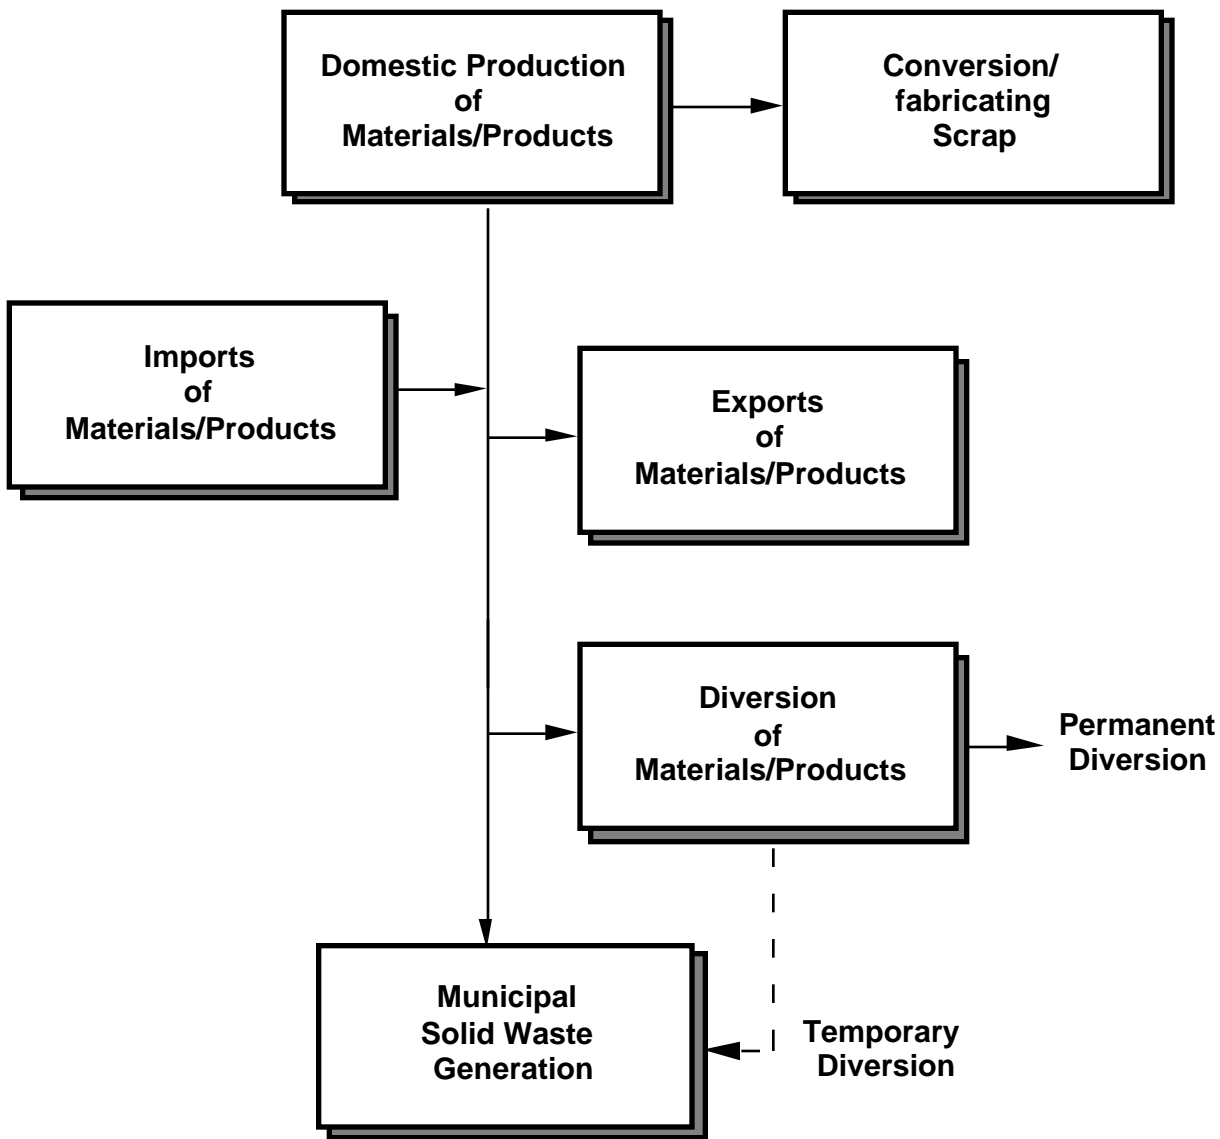 Domestic Production
of
Materials/Products
Conversion/
fabricating
Scrap
Imports
of
Materials/Products
Exports
of
Materials/Products
Diversion
of
Materials/Products
Permanent
Diversion
Municipal
Solid Waste
Generation
Temporary
Diversion